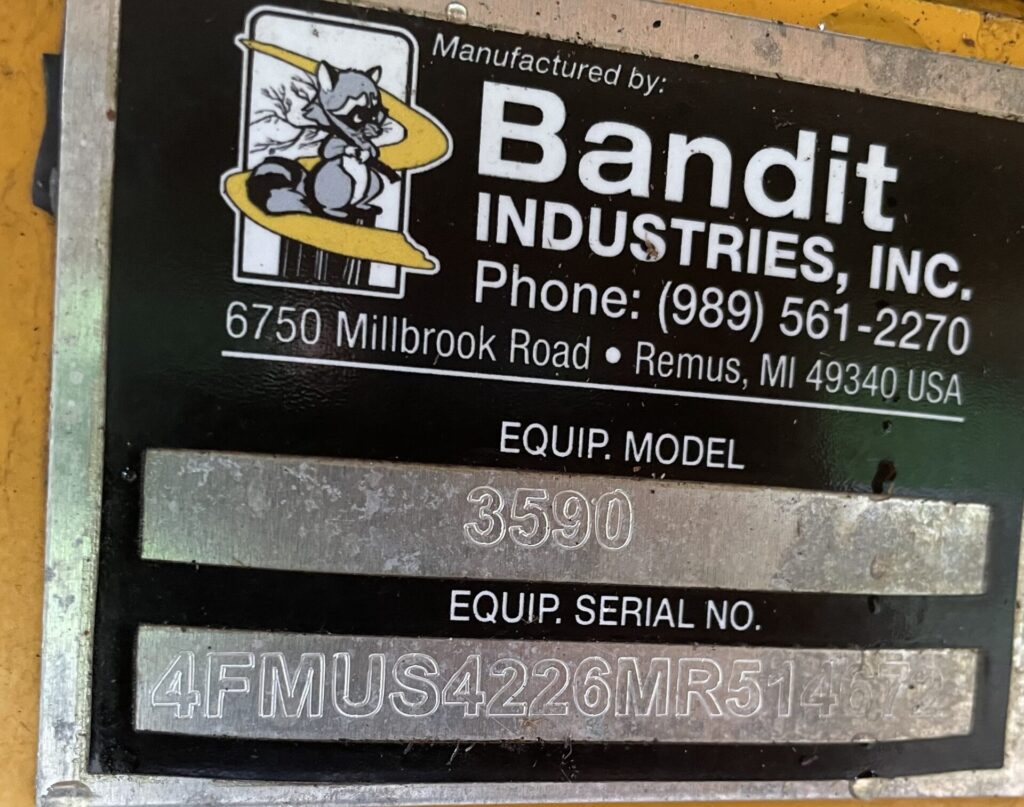 Manufactured by:
Bandit
INDUSTRIES, INC.
Phone: (989) 561-2270
6750 Millbrook Road • Remus, MI 49340 USA
EQUIP. MODEL
3590
EQUIP. SERIAL NO.
4FMUS4226MR514672